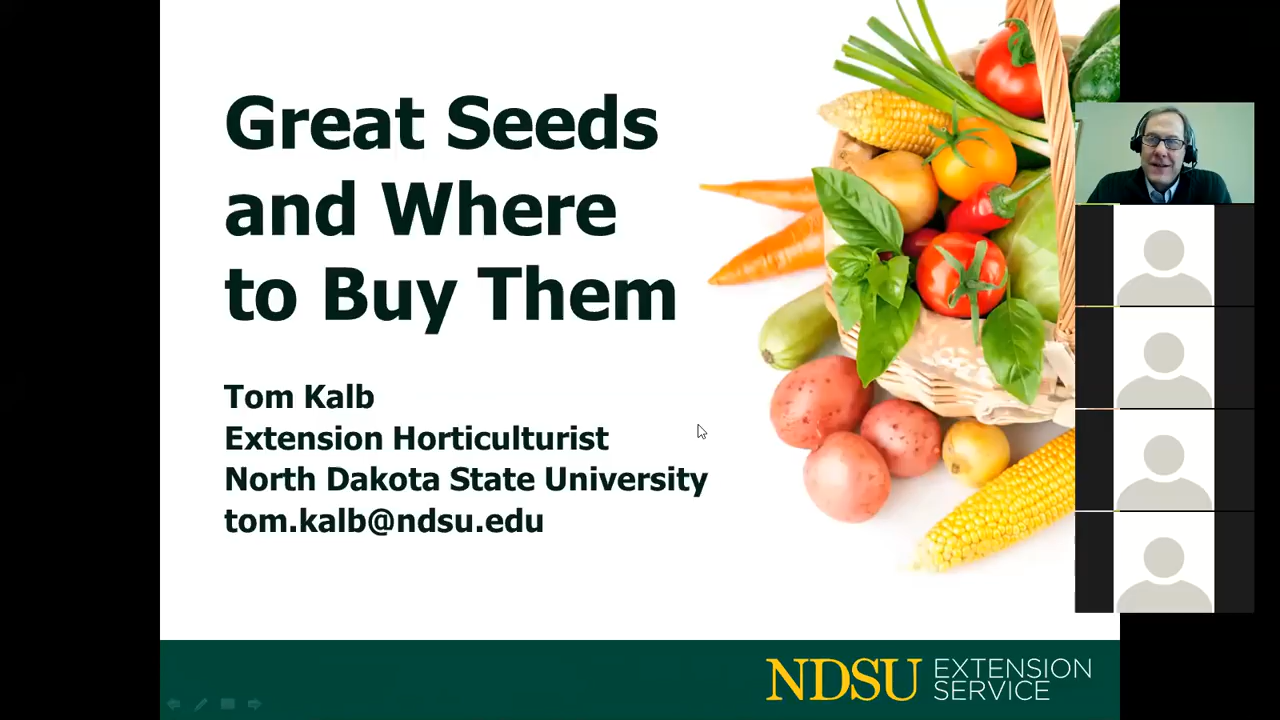 Great Seeds
and Where
to Buy Them
Tom Kalb
Extension Horticulturist
North Dakota State University
tom.kalb@ndsu.edu
NDSU EXTENSION
SERVICE